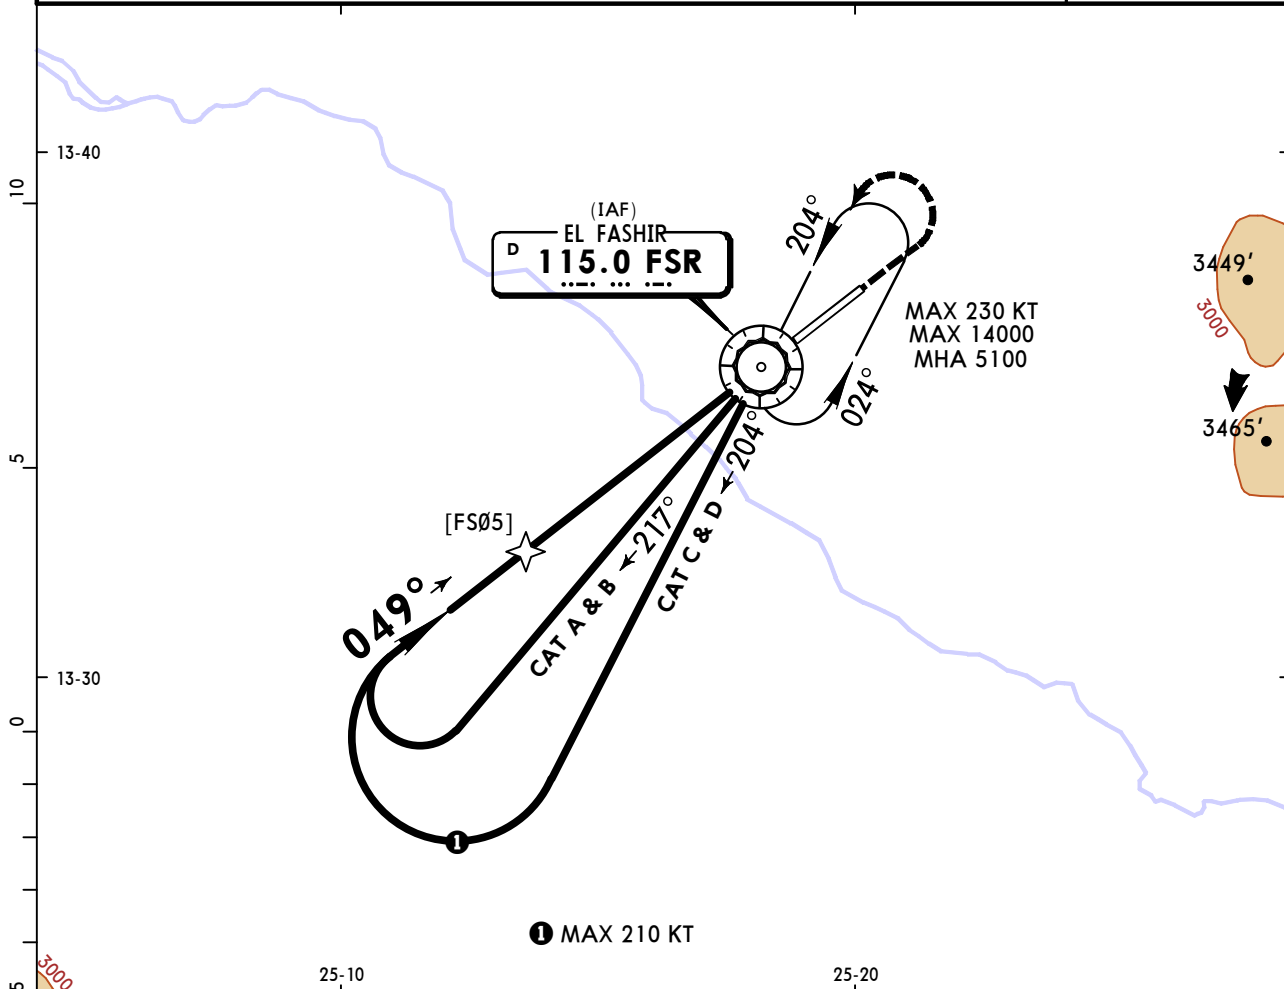 13-40
10
(IAF)
EL FASHIR
D 115.0 FSR
204°
3449'
3000
MAX 230 KT
MAX 14000
MHA 5100
024°
3465'
204°
5
[FSØ5]
217°
CAT C & D
CAT A & B
049°
13-30
0
1
1 MAX 210 KT
3000
25-10
25-20
5